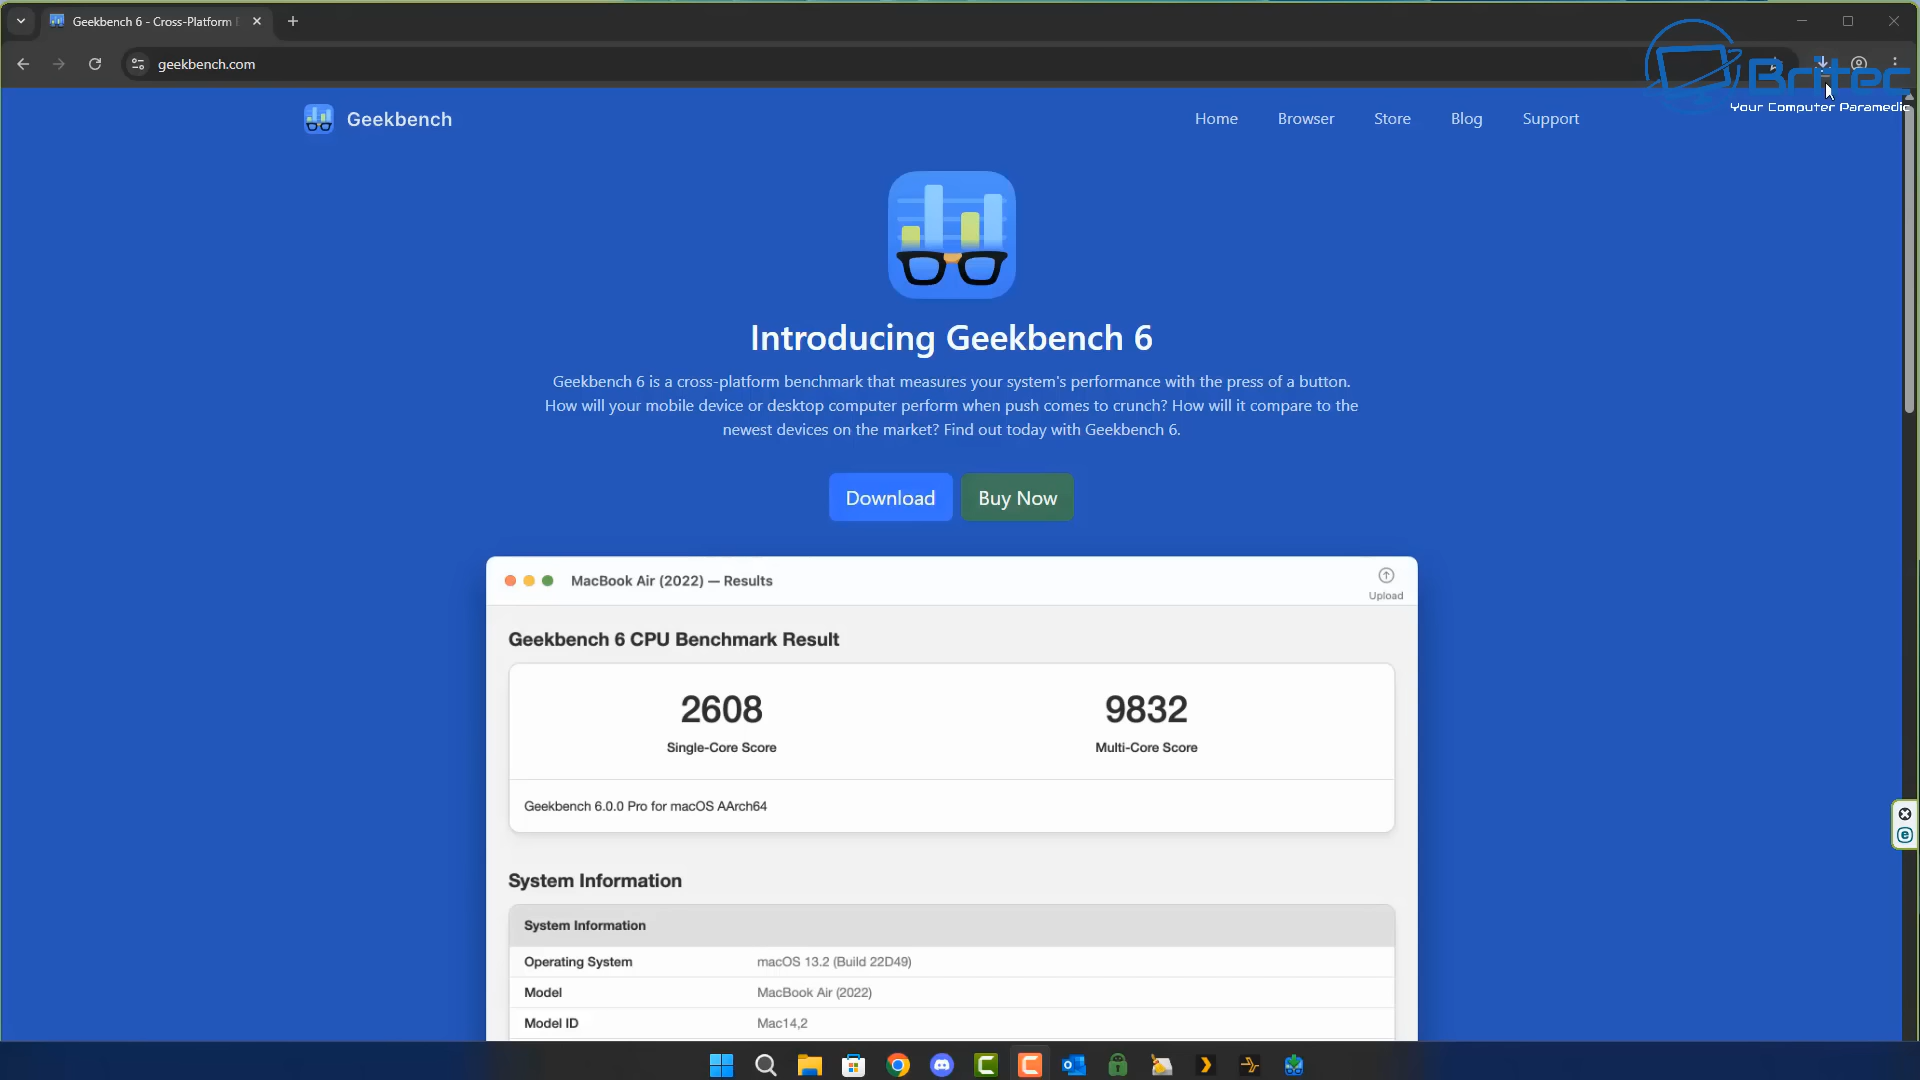 Geekbench 6 - Cross-Platform
geekbench.com
Britec
Your Computer Paramedic
Geekbench
Home
Browser
Store
Blog
Support
Introducing Geekbench 6
Geekbench 6 is a cross-platform benchmark that measures your system's performance with the press of a button.
How will your mobile device or desktop computer perform when push comes to crunch? How will it compare to the
newest devices on the market? Find out today with Geekbench 6.
Download
Buy Now
MacBook Air (2022) — Results
Upload
Geekbench 6 CPU Benchmark Result
2608
9832
Single-Core Score
Multi-Core Score
Geekbench 6.0.0 Pro for macOS AArch64
System Information
System Information
Operating System
macOS 13.2 (Build 22D49)
Model
MacBook Air (2022)
Model ID
Mac14,2